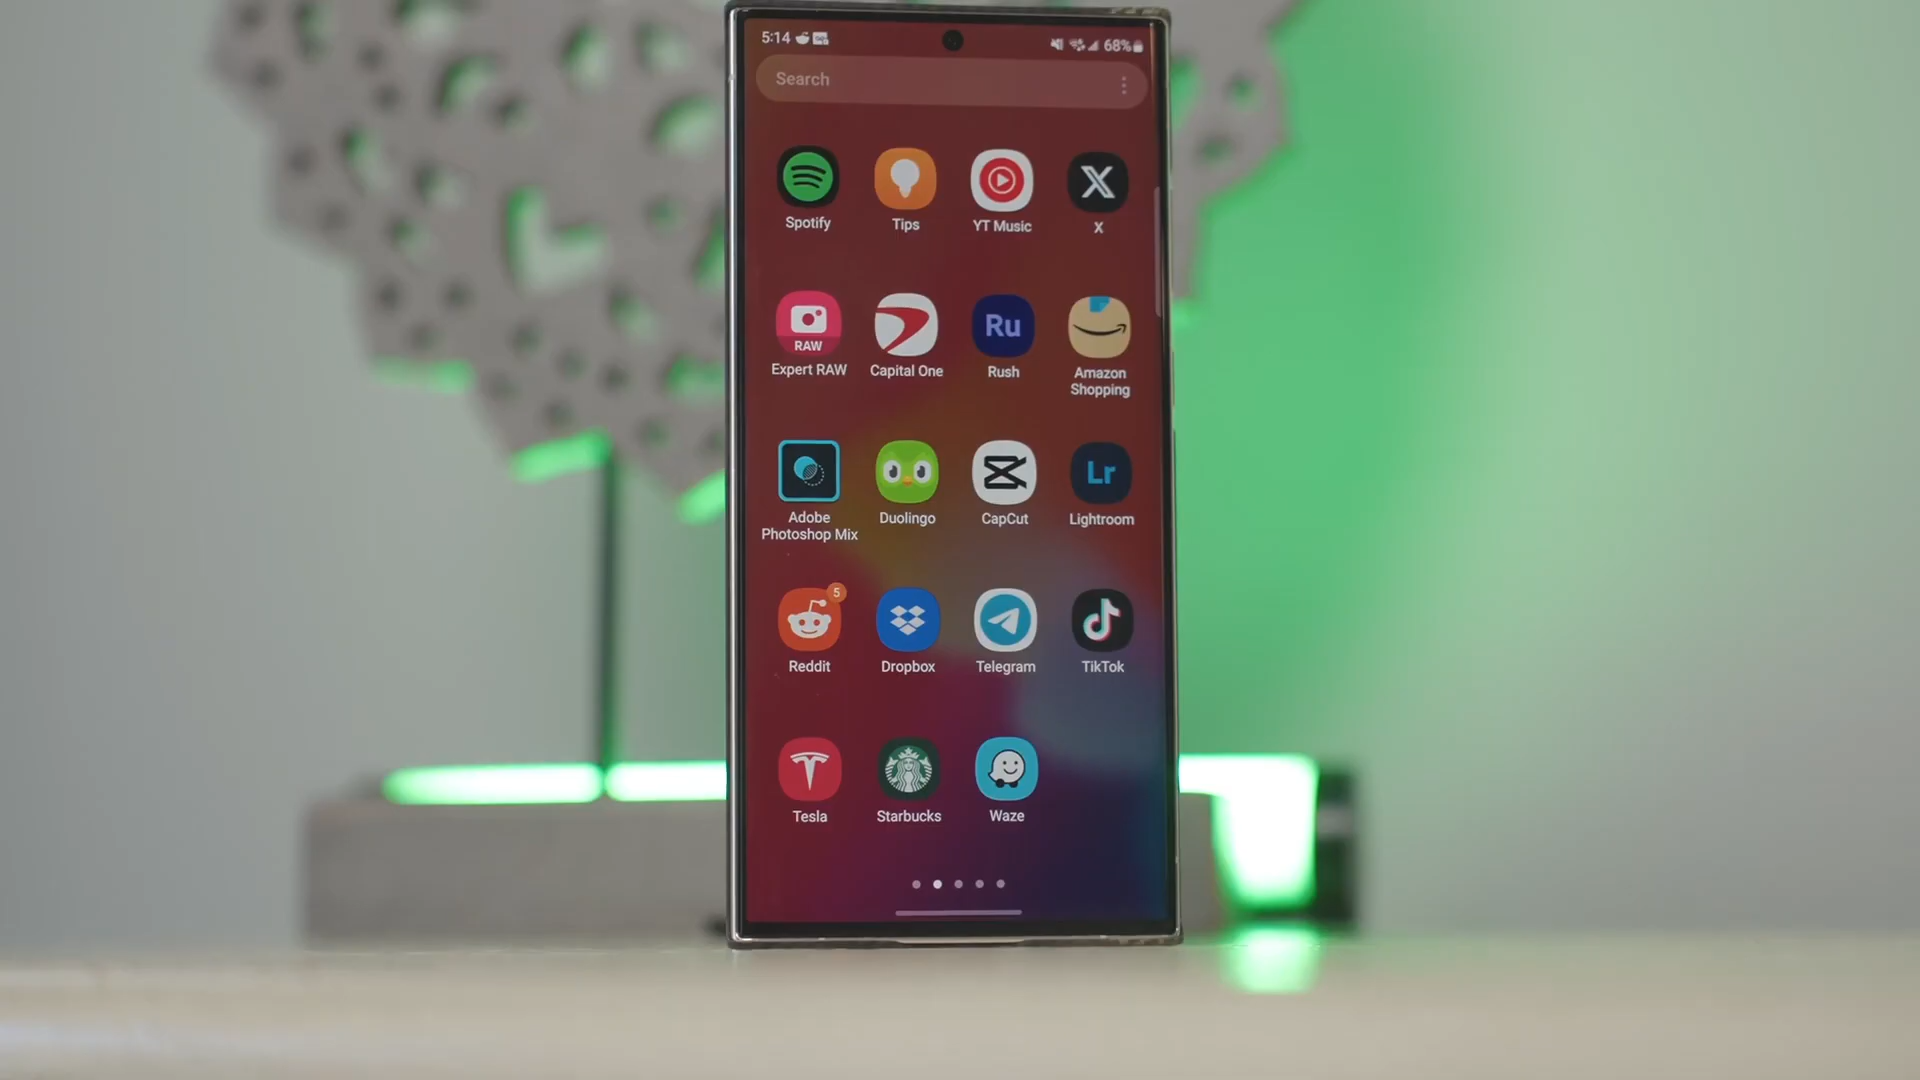 5:14
68%
Search
Spotify
Tips
YT Music
X
RAW
Expert RAW
Capital One
Ru
Rush
Amazon
Shopping
Adobe
Photoshop Mix
Duolingo
CapCut
Lr
Lightroom
5
Reddit
Dropbox
Telegram
TikTok
Tesla
Starbucks
Waze